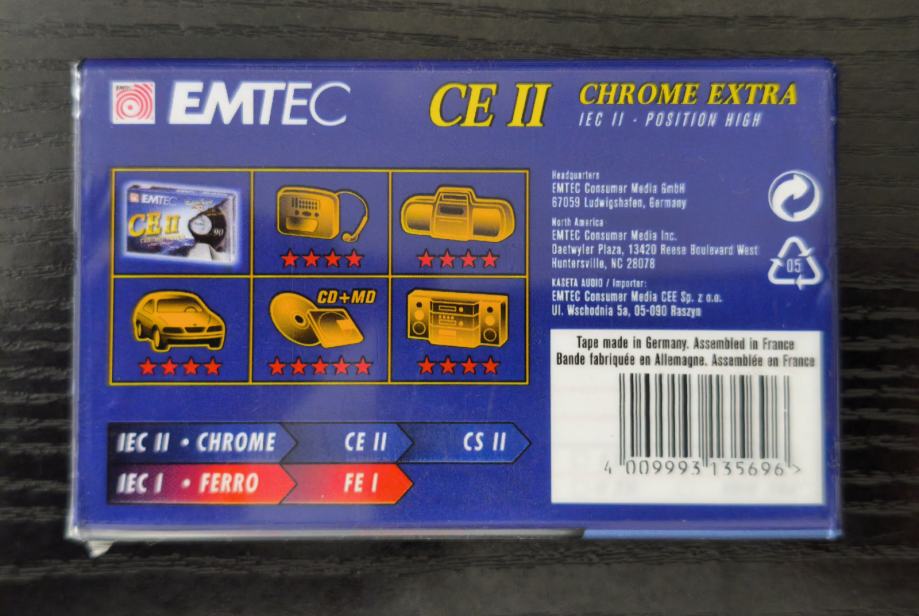 EMTEC
CE II
CHROME EXTRA
IEC II - POSITION HIGH
EMTEC
CE II
90
CD+MD
Headquarters
EMTEC Consumer Media GmbH
67059 Ludwigshafen, Germany
North America
EMTEC Consumer Media Inc.
Daetwyler Plaza, 13420 Reese Boulevard West
Huntersville, NC 28078
KASETA AUDIO / Importer:
EMTEC Consumer Media CEE Sp. z o.o.
Ul. Wschodnia 5a, 05-090 Raszyn
05
Tape made in Germany. Assembled in France
Bande fabriquée en Allemagne. Assemblée en France
4 009993 135696 >
IEC II • CHROME
CE II
CS II
IEC I • FERRO
FE I